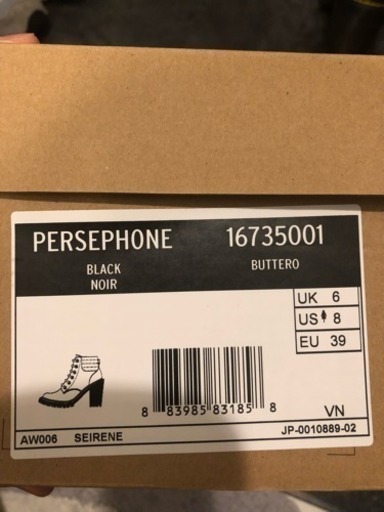 PERSEPHONE 16735001
BLACK BUTTERO
NOIR
UK 6
US 8
EU 39
8 83985 83185 8
VN
AW006 SEIRENE JP-0010889-02